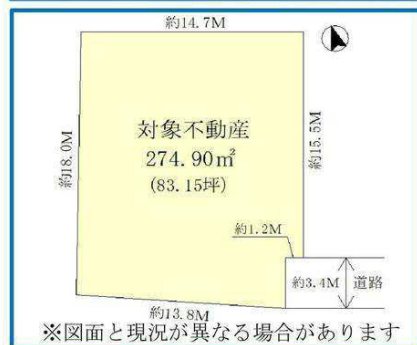 約14.7M
対象不動産
274.90㎡
(83.15坪)
約18.0M
約15.5M
約1.2M
約3.4M 道路
約13.8M
※図面と現況が異なる場合があります